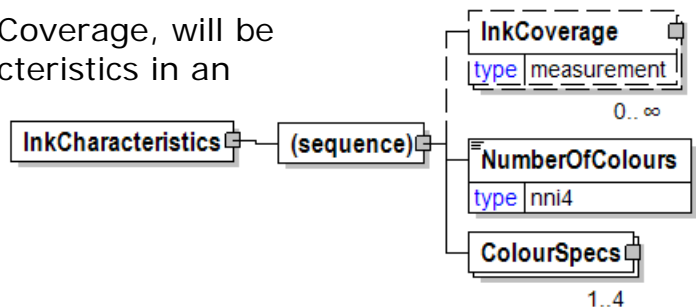 Coverage, will be
cteristics in an
InkCharacteristics
(sequence)
InkCoverage
type measurement
0.. ∞
NumberOfColours
type nni4
ColourSpecs
1..4